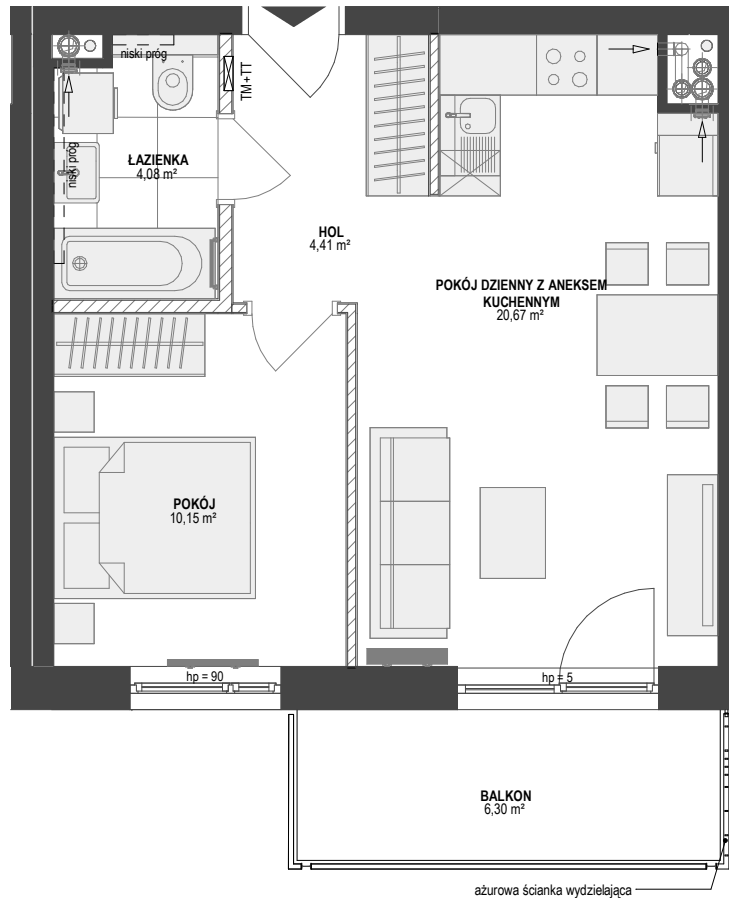 niski próg
TM+TT
ŁAZIENKA
4,08 m²
niski próg
HOL
4,41 m²
POKÓJ DZIENNY Z ANEKSEM
KUCHENNYM
20,67 m²
POKÓJ
10,15 m²
hp = 90
hp = 5
BALKON
6,30 m²
ażurowa ścianka wydzielająca